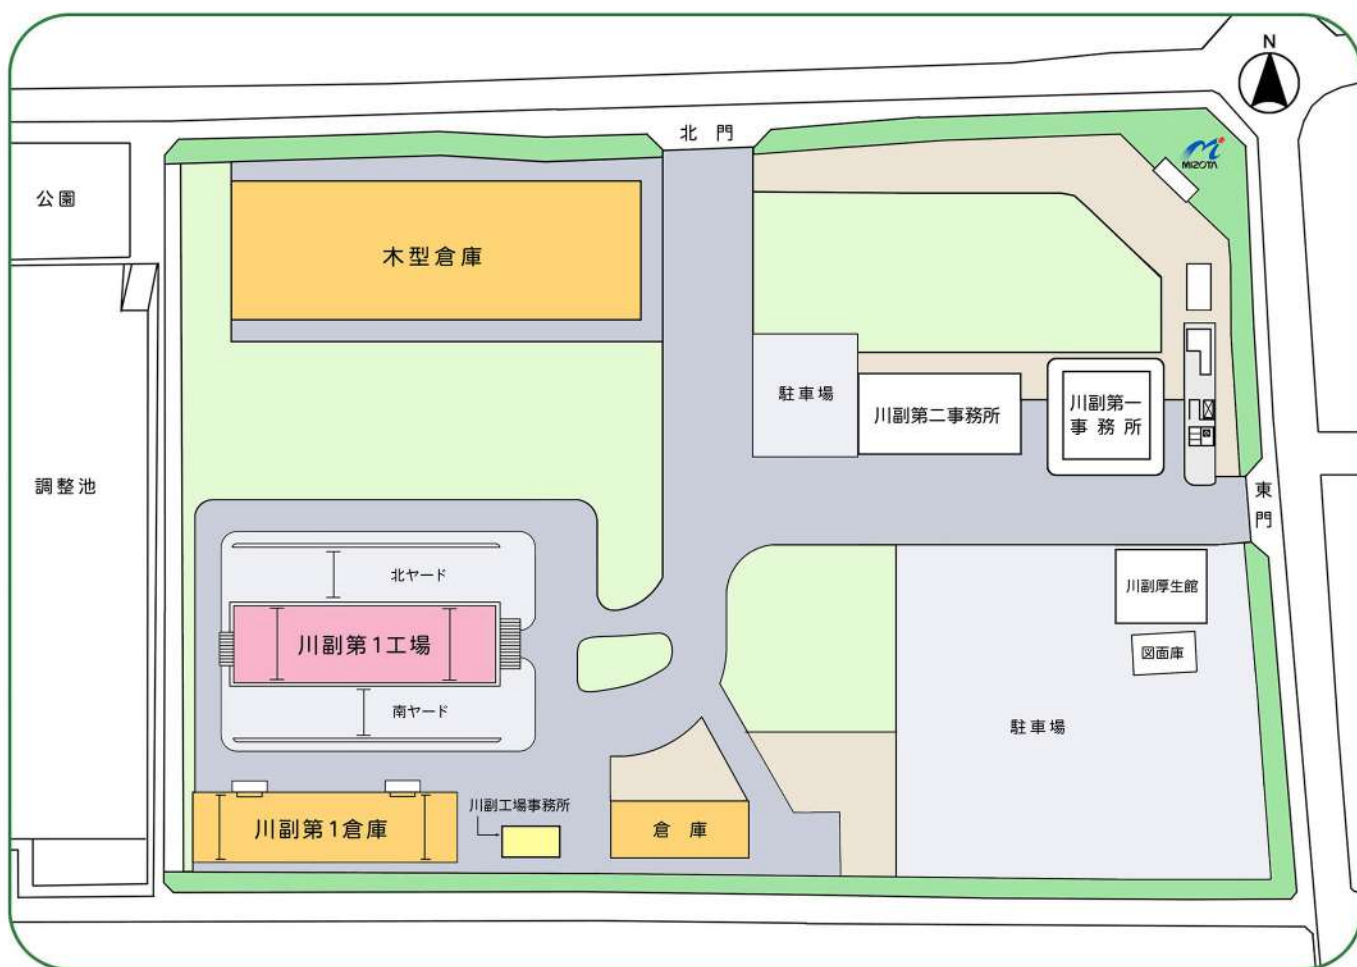 N
北門
MIZOTA
公園
木型倉庫
駐車場
川副第二事務所
川副第一
事務所
調整池
東
門
北ヤード
川副厚生館
川副第1工場
図面庫
南ヤード
駐車場
川副工場事務所
川副第1倉庫
倉庫